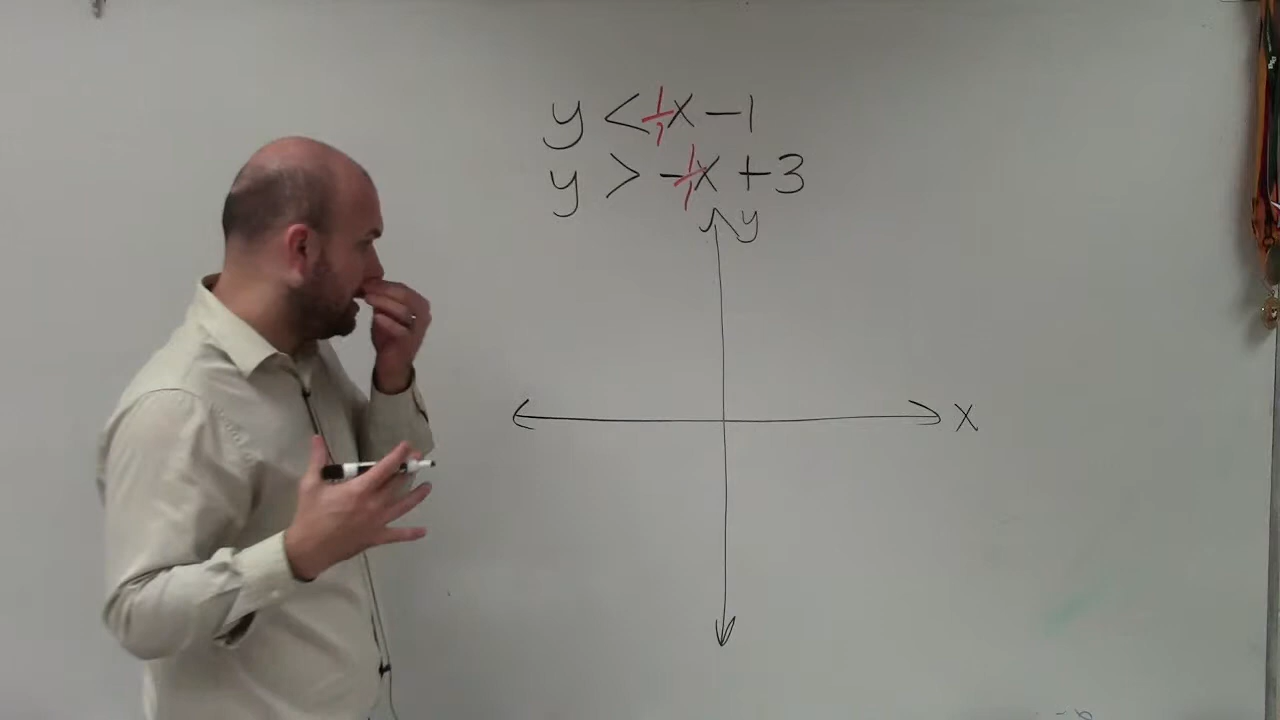 y < 1/1x - 1
y > -1/1x + 3
y
x